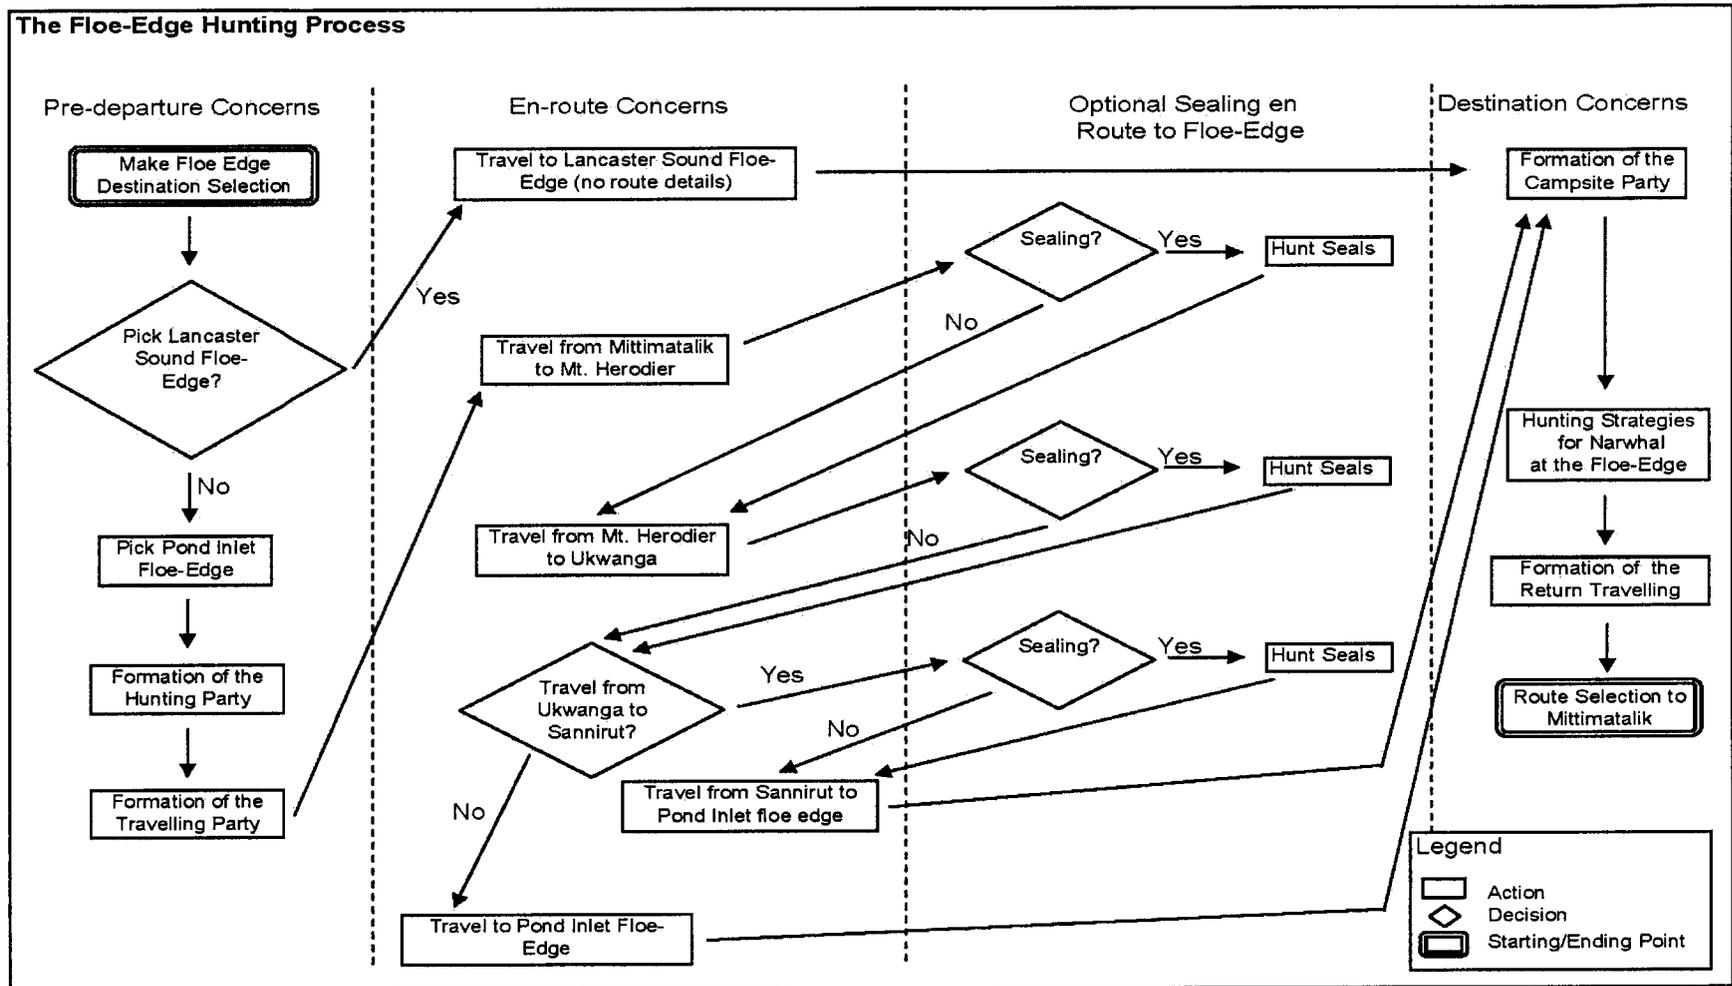 The Floe-Edge Hunting Process
Pre-departure Concerns
Make Floe Edge
Destination Selection
Pick Lancaster
Sound Floe-
Edge?
Yes
No
Pick Pond Inlet
Floe-Edge
Formation of the
Hunting Party
Formation of the
Travelling Party
En-route Concerns
Travel to Lancaster Sound Floe-
Edge (no route details)
Travel from Mittimatalik
to Mt. Herodier
Travel from Mt. Herodier
to Ukwanga
Travel from
Ukwanga to
Sannirut?
Yes
No
Travel from Sannirut to
Pond Inlet floe edge
Travel to Pond Inlet Floe-
Edge
Optional Sealing en
Route to Floe-Edge
Sealing?
Yes
Hunt Seals
No
Sealing?
Yes
Hunt Seals
No
Sealing?
Yes
Hunt Seals
No
Destination Concerns
Formation of the
Campsite Party
Hunting Strategies
for Narwhal
at the Floe-Edge
Formation of the
Return Travelling
Route Selection to
Mittimatalik
Legend
Action
Decision
Starting/Ending Point